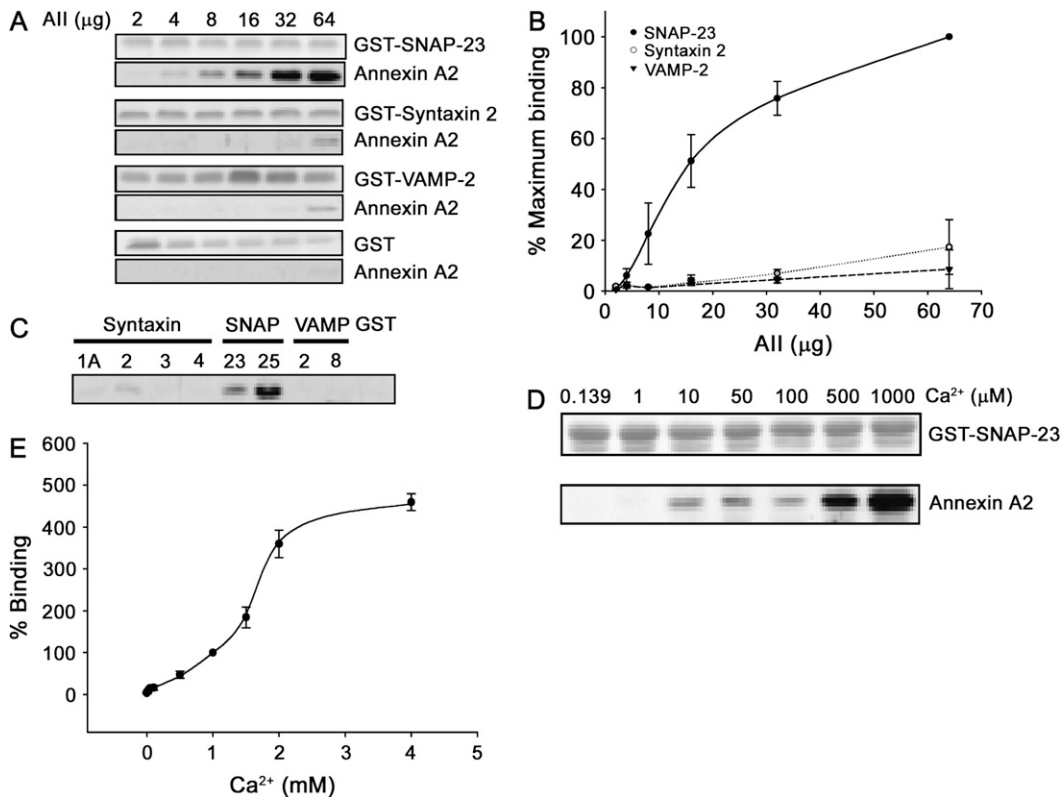 A
AII (µg) 2 4 8 16 32 64
GST-SNAP-23
Annexin A2
GST-Syntaxin 2
Annexin A2
GST-VAMP-2
Annexin A2
GST
Annexin A2
B
SNAP-23
Syntaxin 2
VAMP-2
% Maximum binding
100
80
60
40
20
0
0 10 20 30 40 50 60 70
AII (µg)
C
Syntaxin SNAP VAMP GST
1A 2 3 4 23 25 2 8
D
0.139 1 10 50 100 500 1000 Ca²⁺ (µM)
GST-SNAP-23
Annexin A2
E
% Binding
600
500
400
300
200
100
0
0 1 2 3 4 5
Ca²⁺ (mM)